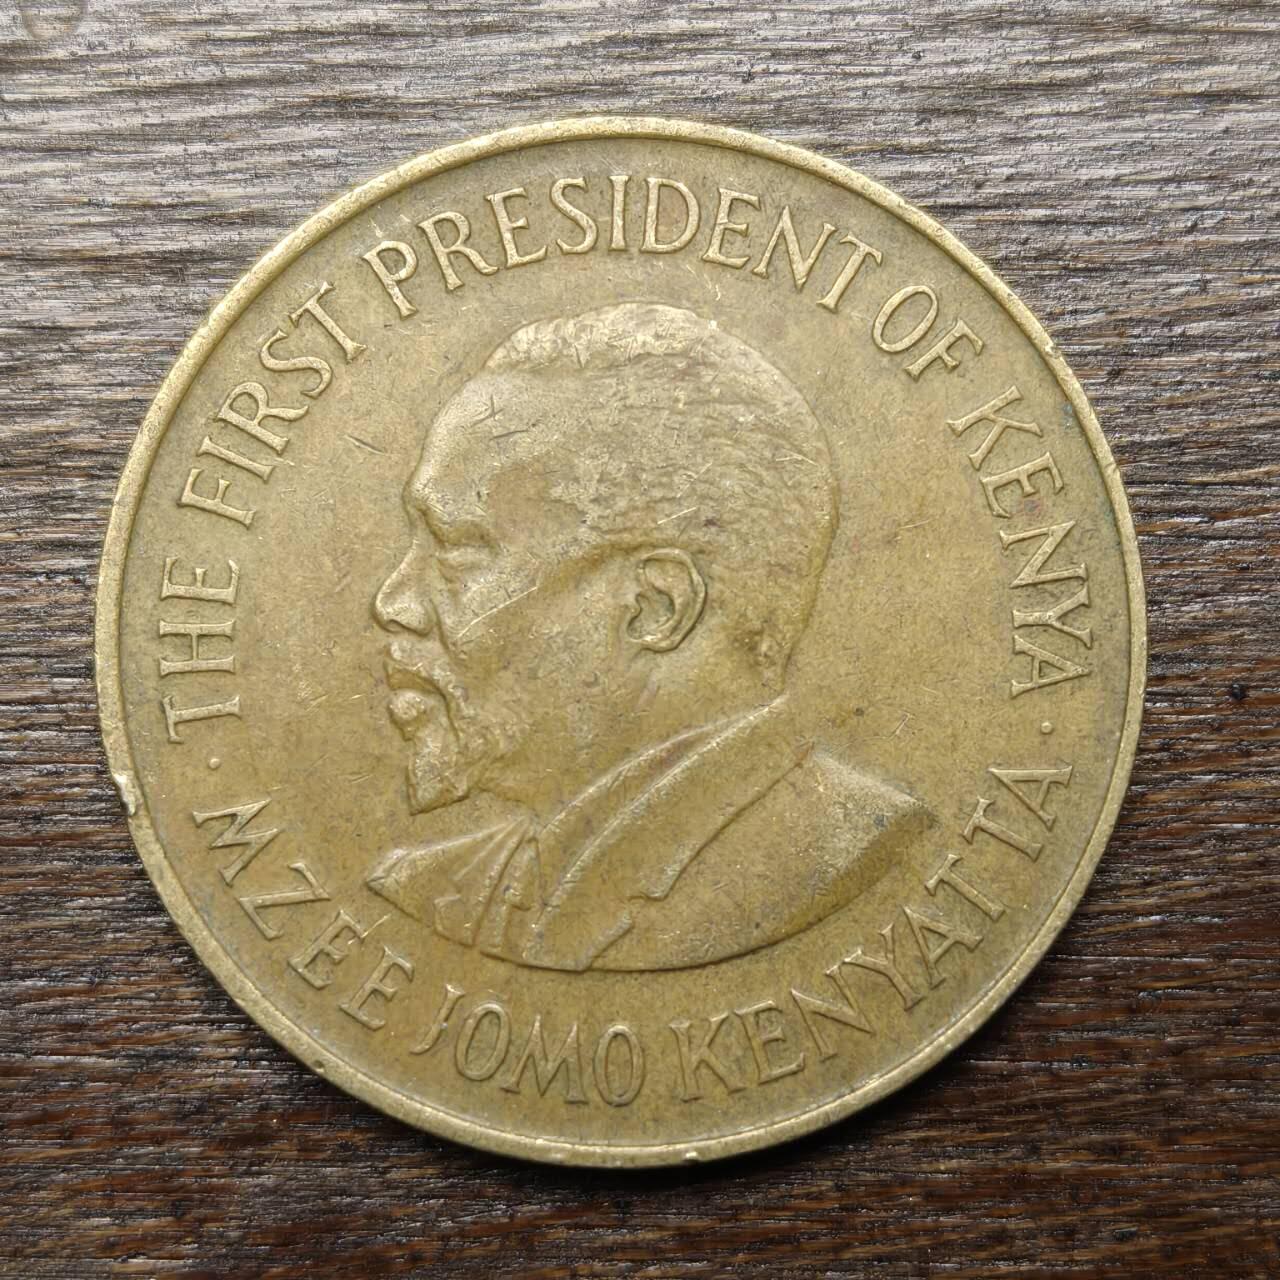 · THE FIRST PRESIDENT OF KENYA ·
MZEE JOMO KENYATTA